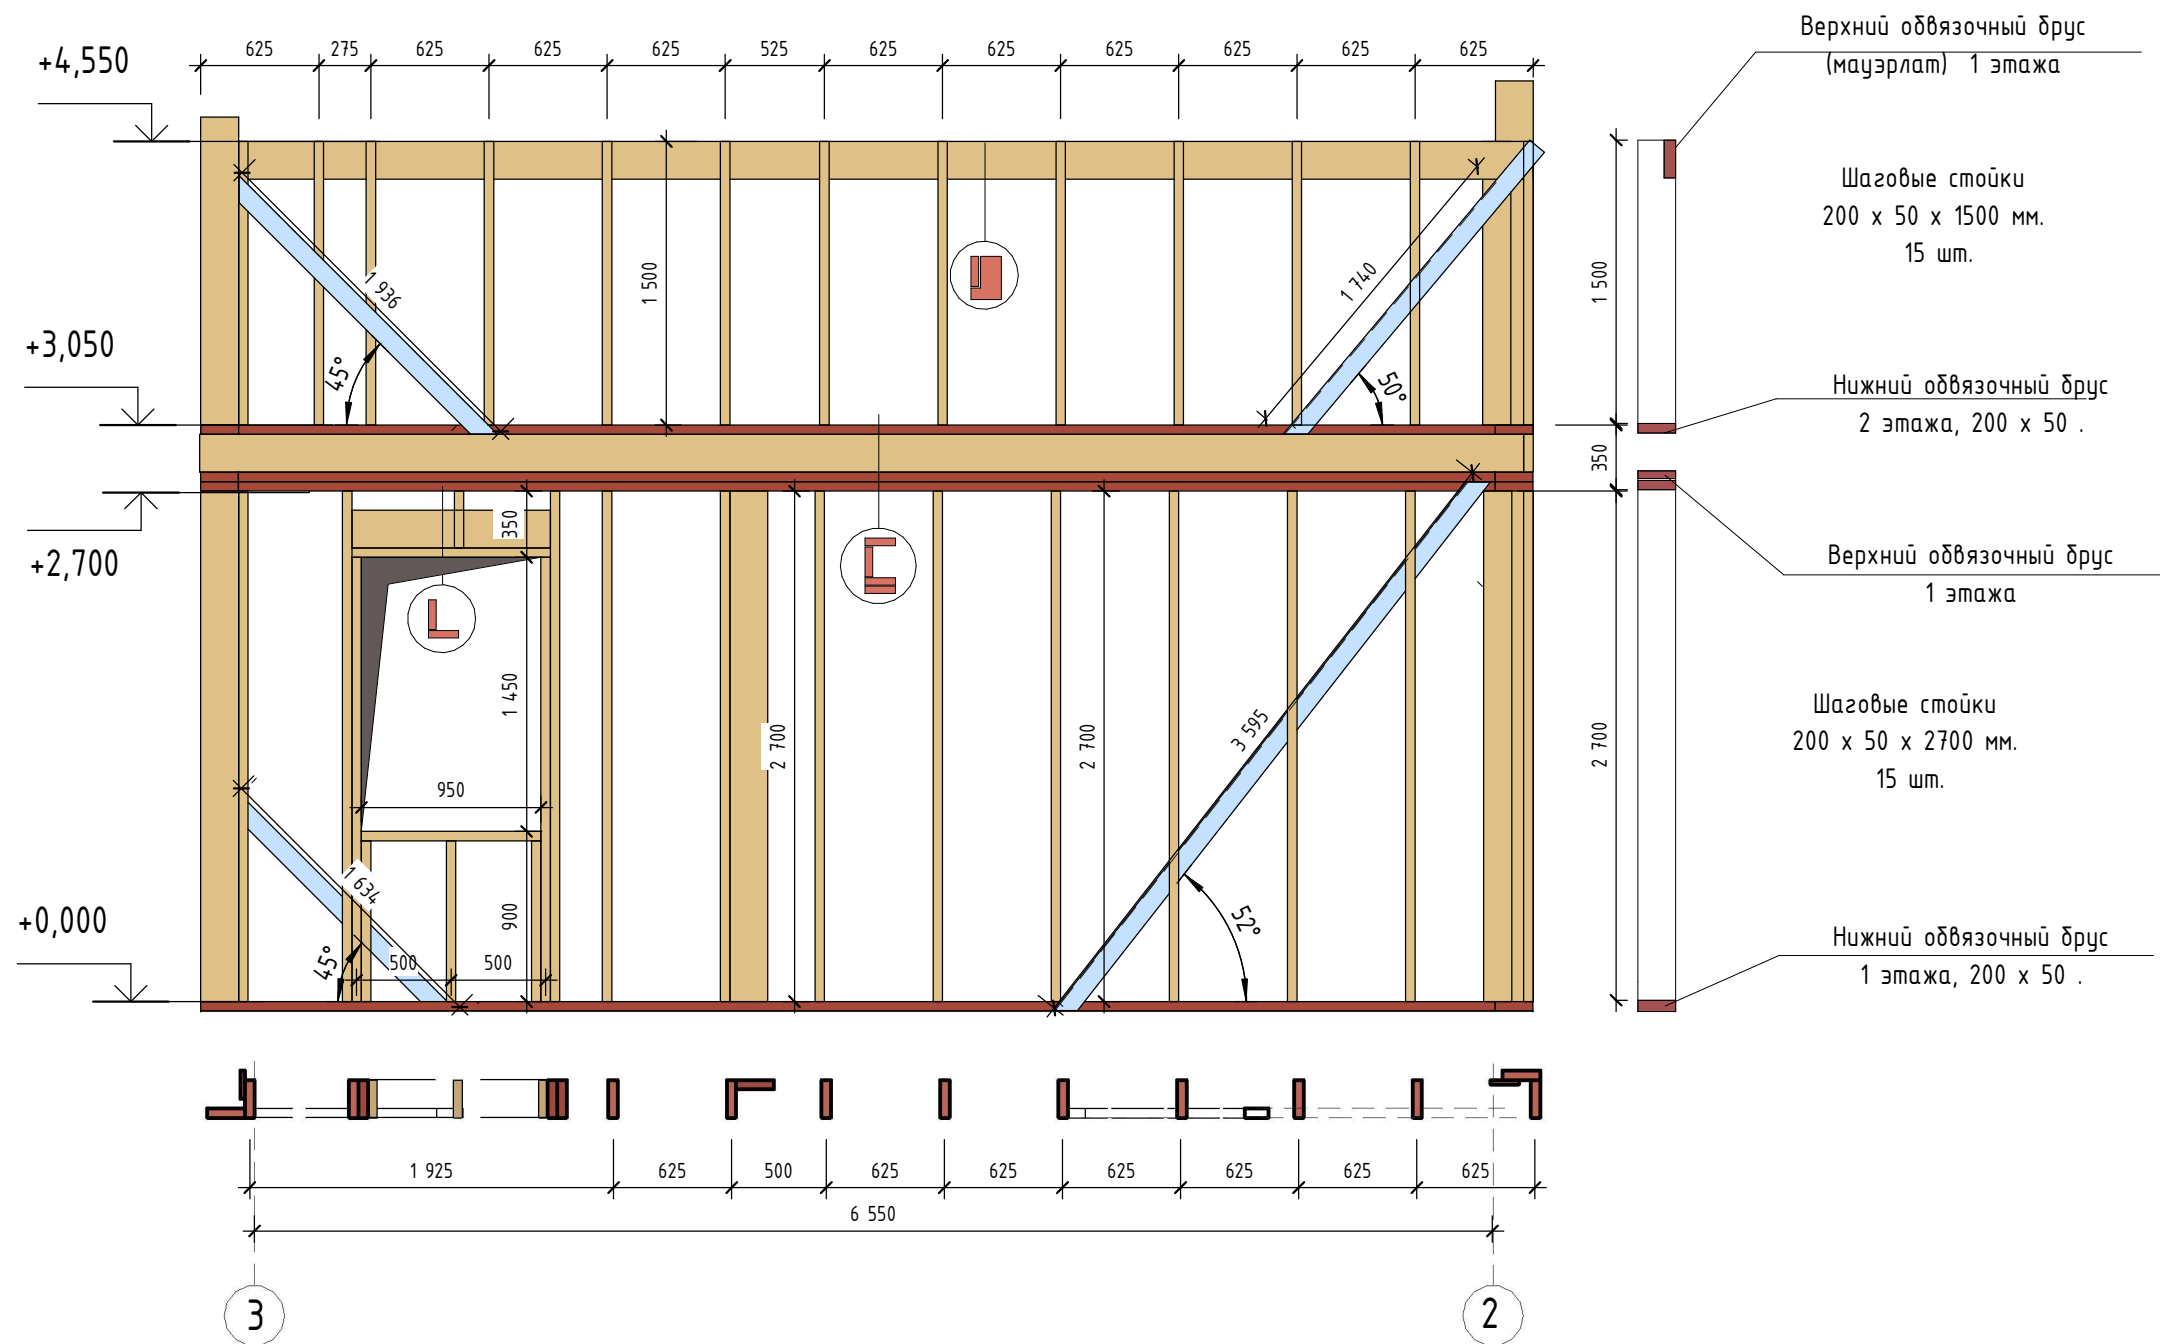 Верхний обвязочный брус
(мауэрлат) 1 этажа
625 275 625 625 625 525 625 625 625 625 625 625
+4,550
Шаговые стойки
200 x 50 x 1500 мм.
15 шт.
1 936
1 500
1 740
1 500
+3,050
45°
50°
Нижний обвязочный брус
2 этажа, 200 x 50 .
350
+2,700
350
Верхний обвязочный брус
1 этажа
1 450
2 700
2 700
3 595
2 700
Шаговые стойки
200 x 50 x 2700 мм.
15 шт.
950
1 634
900
+0,000
45°
500
500
52°
Нижний обвязочный брус
1 этажа, 200 x 50 .
1 925 625 500 625 625 625 625 625 625
6 550
3
2